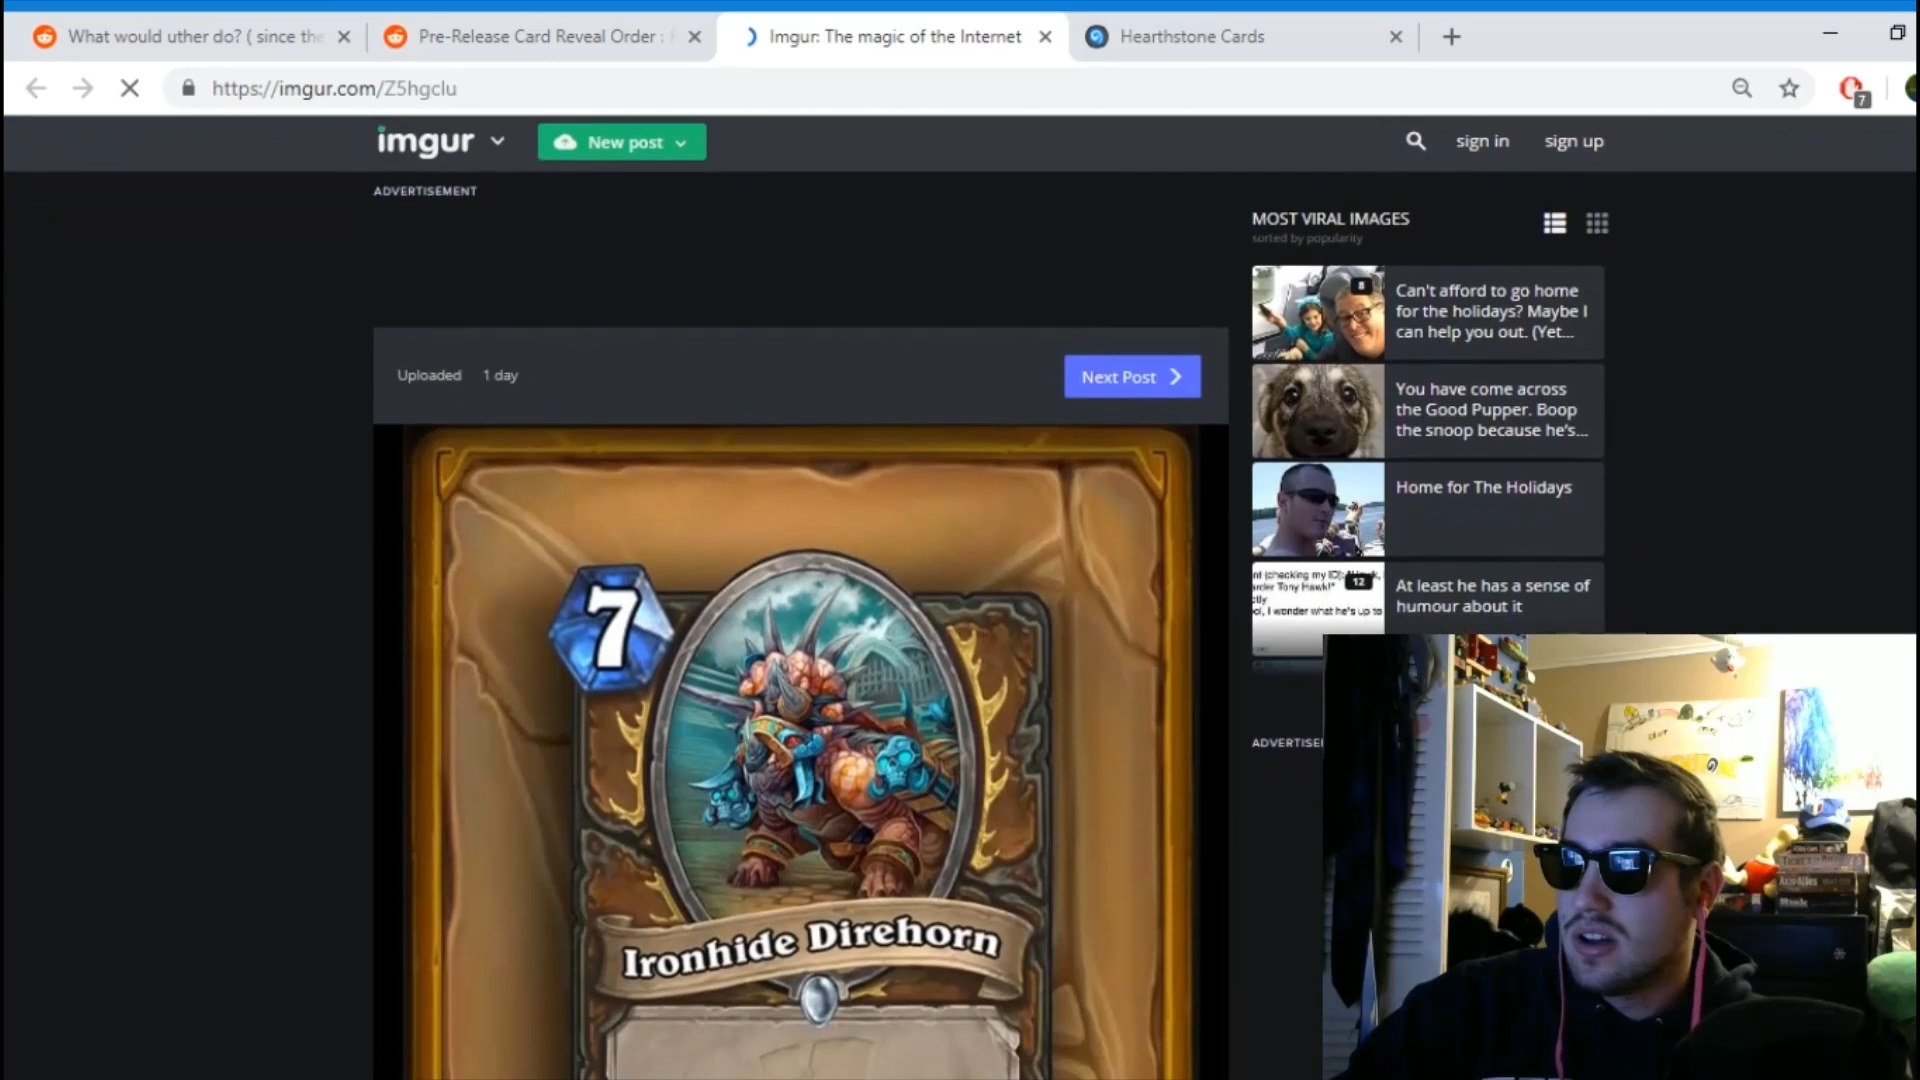 What would uther do? ( since the
Pre-Release Card Reveal Order :
Imgur: The magic of the Internet
Hearthstone Cards
https://imgur.com/Z5hgclu
7
imgur
New post
sign in
sign up
ADVERTISEMENT
MOST VIRAL IMAGES
sorted by popularity
Uploaded 1 day
Next Post
8
Can't afford to go home
for the holidays? Maybe I
can help you out. (Yet...
You have come across
the Good Pupper. Boop
the snoop because he's...
Home for The Holidays
12
At least he has a sense of
humour about it
7
Ironhide Direhorn